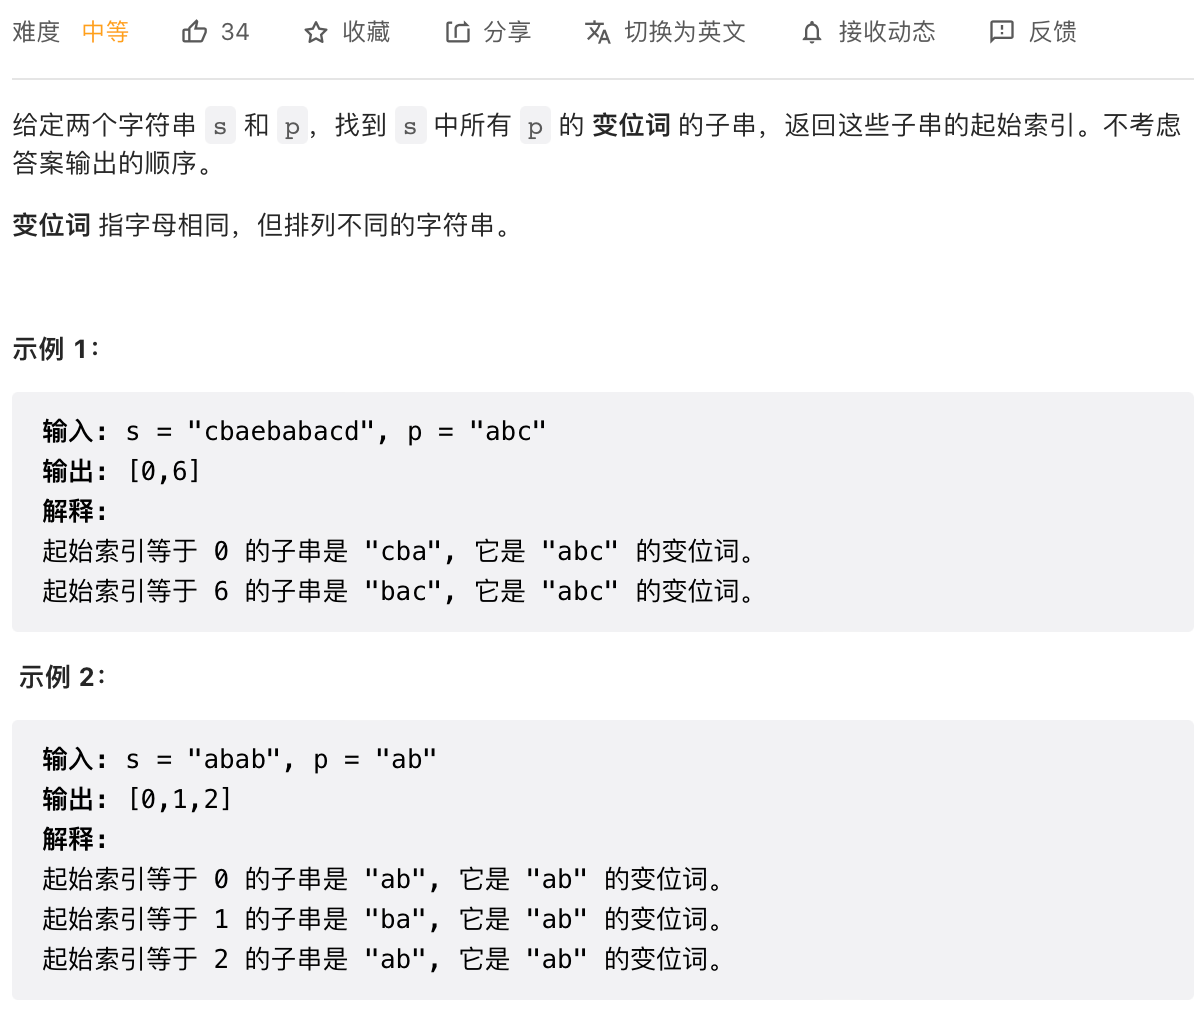 难度 中等 34 收藏 分享 切换为英文 接收动态 反馈
给定两个字符串 s 和 p，找到 s 中所有 p 的 变位词 的子串，返回这些子串的起始索引。不考虑
答案输出的顺序。
变位词 指字母相同，但排列不同的字符串。
示例 1：
输入: s = "cbaebabacd", p = "abc"
输出: [0,6]
解释:
起始索引等于 0 的子串是 "cba", 它是 "abc" 的变位词。
起始索引等于 6 的子串是 "bac", 它是 "abc" 的变位词。
示例 2：
输入: s = "abab", p = "ab"
输出: [0,1,2]
解释:
起始索引等于 0 的子串是 "ab", 它是 "ab" 的变位词。
起始索引等于 1 的子串是 "ba", 它是 "ab" 的变位词。
起始索引等于 2 的子串是 "ab", 它是 "ab" 的变位词。